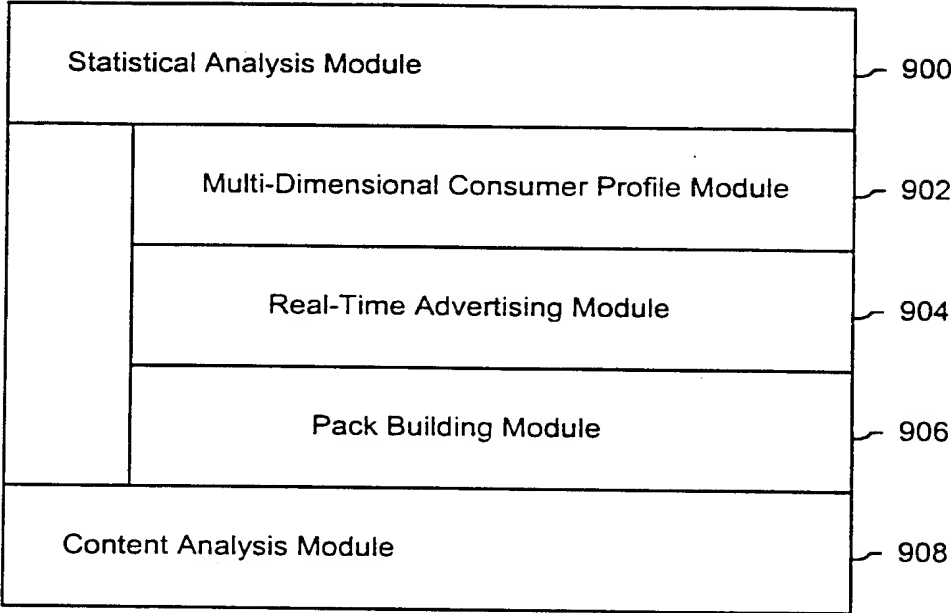 Statistical Analysis Module 900
Multi-Dimensional Consumer Profile Module 902
Real-Time Advertising Module 904
Pack Building Module 906
Content Analysis Module 908